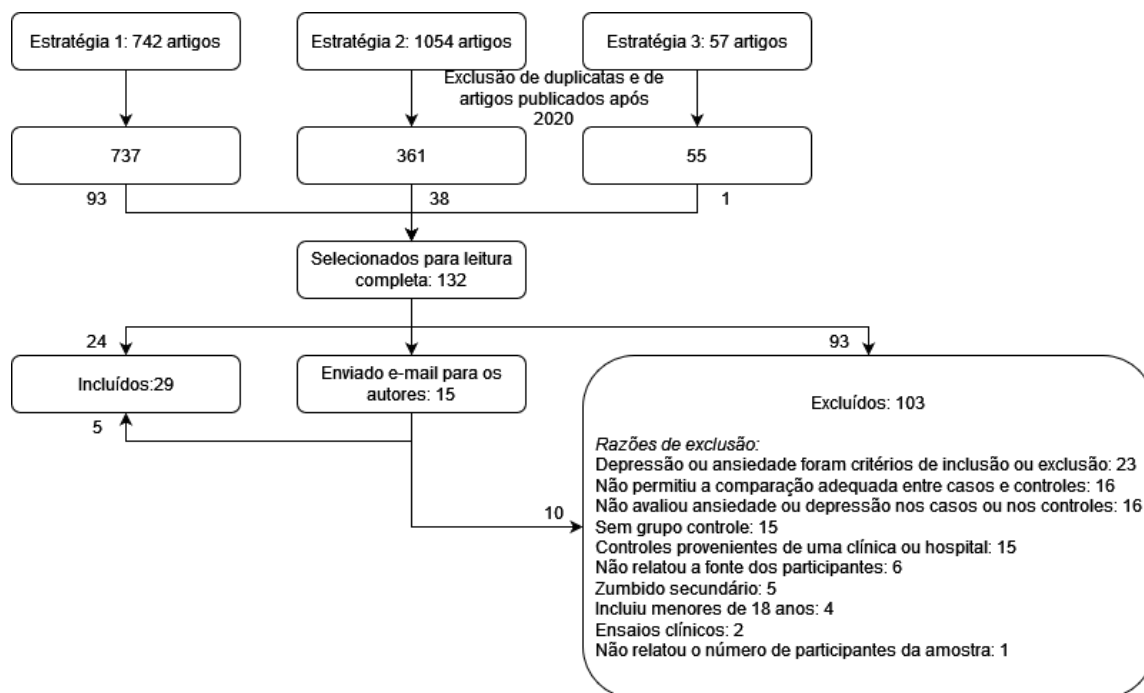 Estratégia 1: 742 artigos
Estratégia 2: 1054 artigos
Estratégia 3: 57 artigos
Exclusão de duplicatas e de
artigos publicados após
2020
737
361
55
93
38
1
Selecionados para leitura
completa: 132
24
93
Incluídos:29
Enviado e-mail para os
autores: 15
5
10
Excluídos: 103
Razões de exclusão:
Depressão ou ansiedade foram critérios de inclusão ou exclusão: 23
Não permitiu a comparação adequada entre casos e controles: 16
Não avaliou ansiedade ou depressão nos casos ou nos controles: 16
Sem grupo controle: 15
Controles provenientes de uma clínica ou hospital: 15
Não relatou a fonte dos participantes: 6
Zumbido secundário: 5
Incluiu menores de 18 anos: 4
Ensaios clínicos: 2
Não relatou o número de participantes da amostra: 1